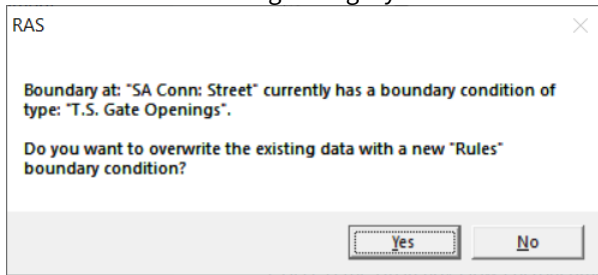 RAS
Boundary at: "SA Conn: Street" currently has a boundary condition of
type: "T.S. Gate Openings".
Do you want to overwrite the existing data with a new "Rules"
boundary condition?
Yes
No